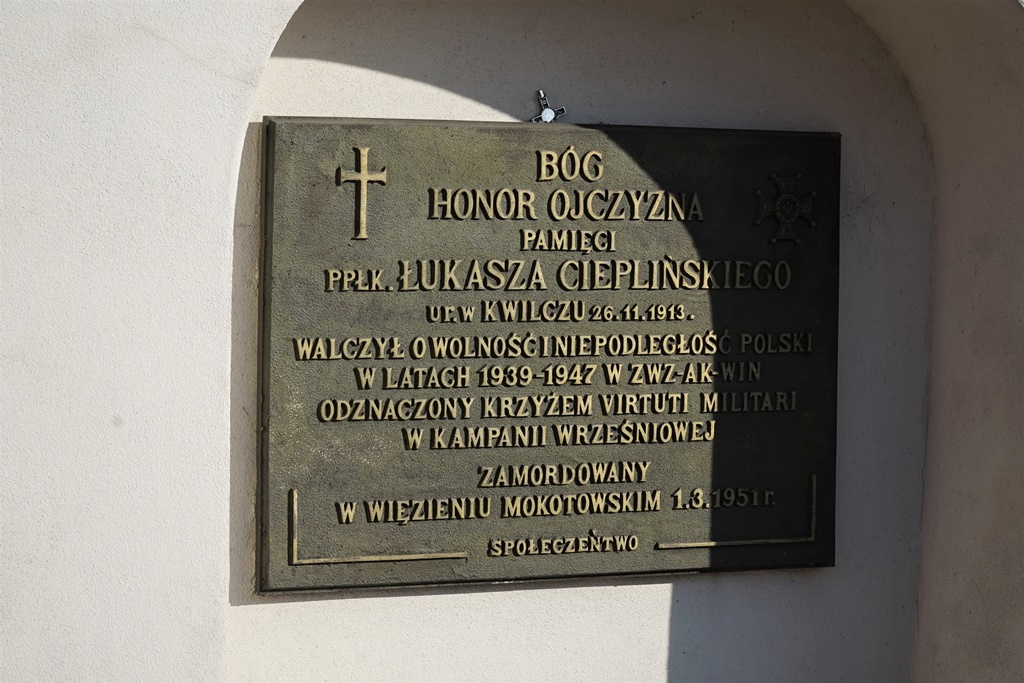 BÓG
HONOR OJCZYZNA
PAMIĘCI
PPŁK. ŁUKASZA CIEPLIŃSKIEGO
UR. W KWILCZU 26.11.1913.
WALCZYŁ O WOLNOŚĆ I NIEPODLEGŁOŚĆ POLSKI
W LATACH 1939-1947 W ZWZ-AK-WIN
ODZNACZONY KRZYŻEM VIRTUTI MILITARI
W KAMPANII WRZEŚNIOWEJ
ZAMORDOWANY
W WIĘZIENIU MOKOTOWSKIM 1.3.1951 r.
SPOŁECZEŃTWO